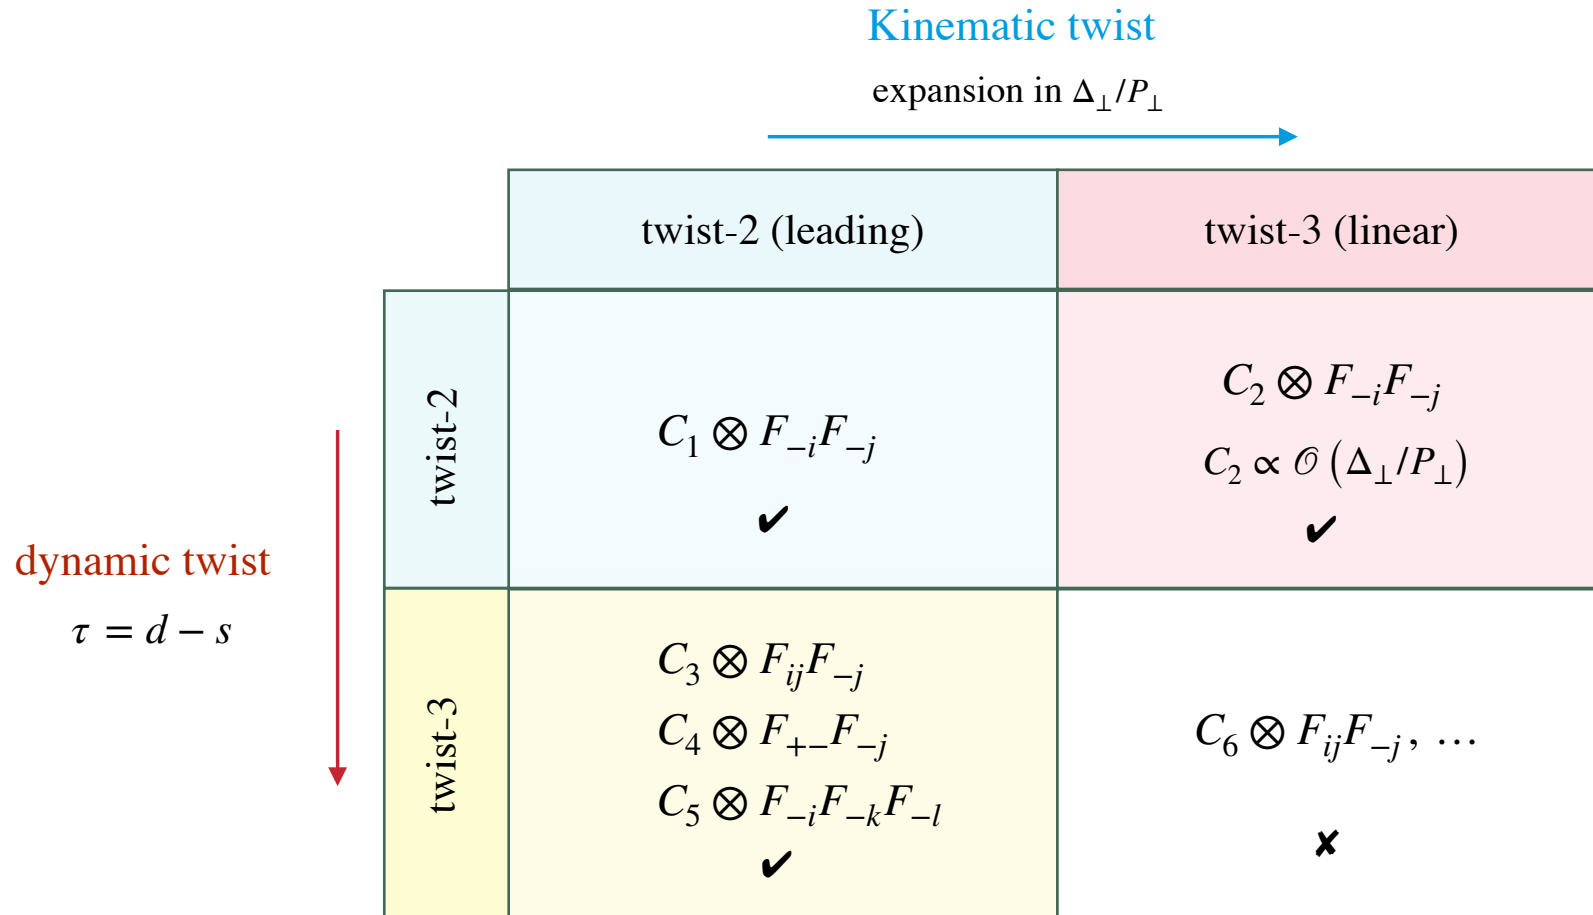 Kinematic twist
expansion in Δ⊥/P⊥
twist-2 (leading)
twist-3 (linear)
twist-2
C₁ ⊗ F₋ᵢF₋ⱼ
✔
C₂ ⊗ F₋ᵢF₋ⱼ
C₂ ∝ 𝒪 (Δ⊥/P⊥)
✔
dynamic twist
τ = d − s
twist-3
C₃ ⊗ FᵢⱼF₋ⱼ
C₄ ⊗ F₊₋F₋ⱼ
C₅ ⊗ F₋ᵢF₋ₖF₋ₗ
✔
C₆ ⊗ FᵢⱼF₋ⱼ, …
✘